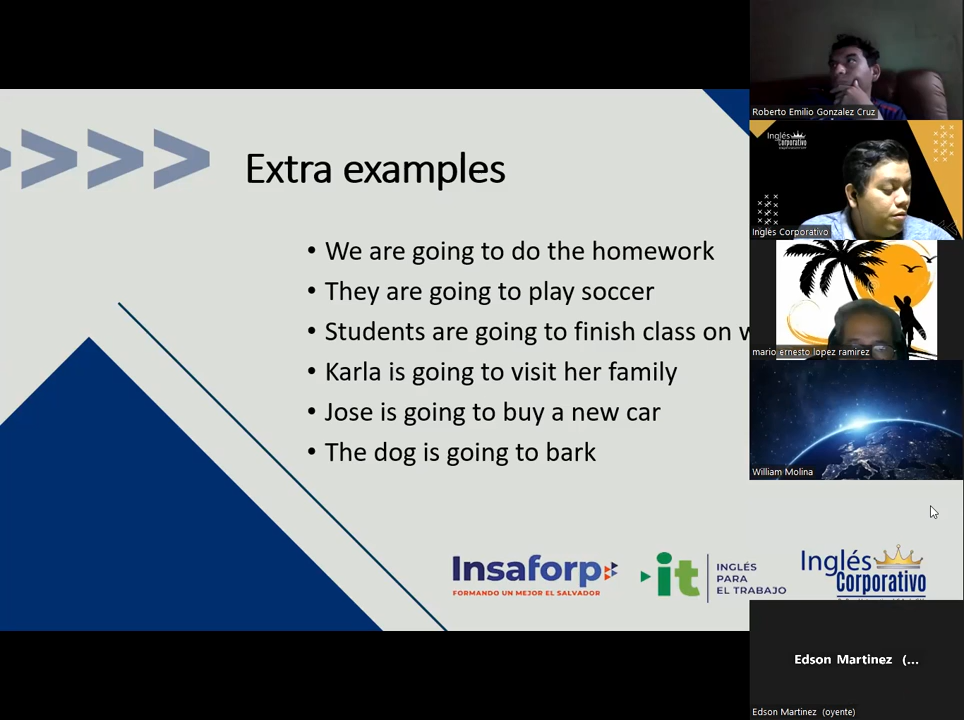 Extra examples
• We are going to do the homework
• They are going to play soccer
• Students are going to finish class on
• Karla is going to visit her family
• Jose is going to buy a new car
• The dog is going to bark
Insaforp
FORMANDO UN MEJOR EL SALVADOR
it
INGLÉS
PARA
EL TRABAJO
Inglés
Corporativo
Roberto Emilio Gonzalez Cruz
Inglés
Corporativo
Inglés Corporativo
mario ernesto lopez ramirez
William Molina
Edson Martinez (...
Edson Martinez (oyente)